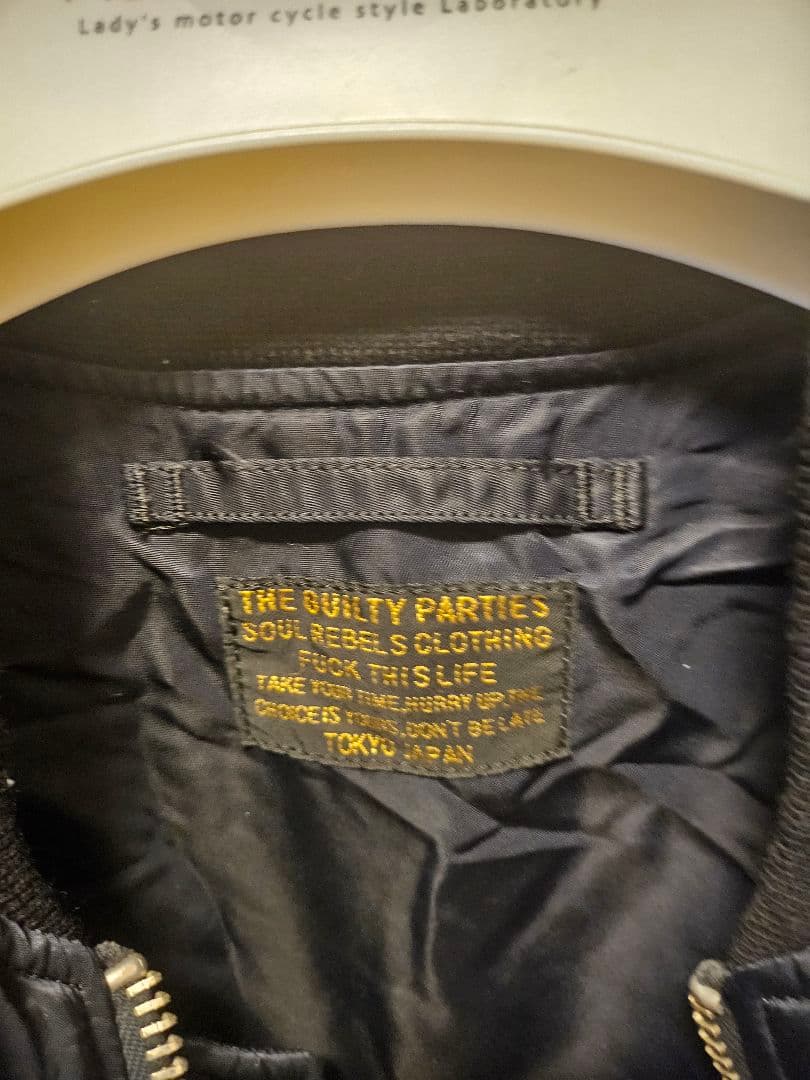 Lady's motor cycle style Laboratory
THE GUILTY PARTIES
SOUL REBELS CLOTHING
FUCK THIS LIFE
TAKE YOUR TIME.HURRY UP.THE
CHOICE IS YOURS.DON'T BE LATE
TOKYO JAPAN